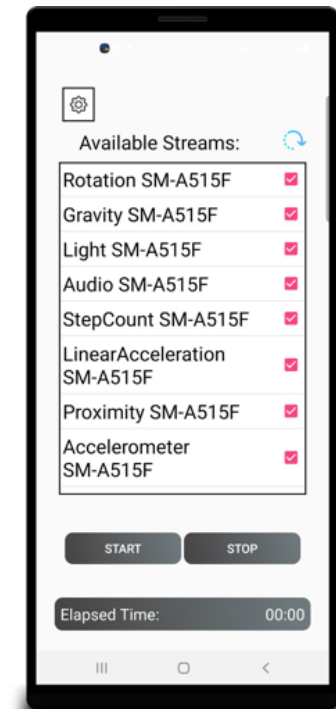 Available Streams:
Rotation SM-A515F
Gravity SM-A515F
Light SM-A515F
Audio SM-A515F
StepCount SM-A515F
LinearAcceleration
SM-A515F
Proximity SM-A515F
Accelerometer
SM-A515F
START STOP
Elapsed Time: 00:00